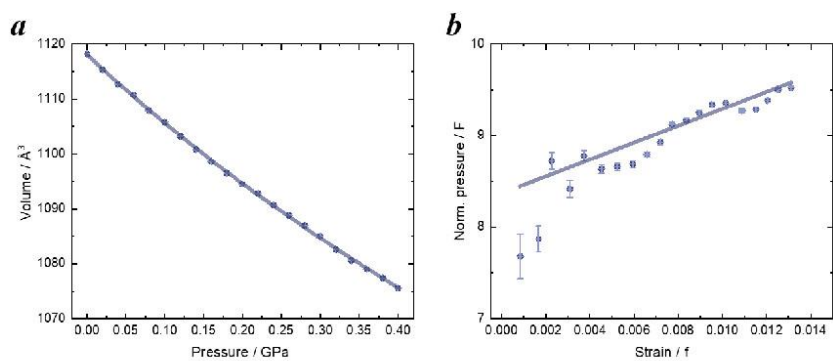 a
1120
1110
1100
1090
1080
1070
Volume / Å³
0.00 0.05 0.10 0.15 0.20 0.25 0.30 0.35 0.40
Pressure / GPa
b
10
9
8
7
Norm. pressure / F
0.000 0.002 0.004 0.006 0.008 0.010 0.012 0.014
Strain / f